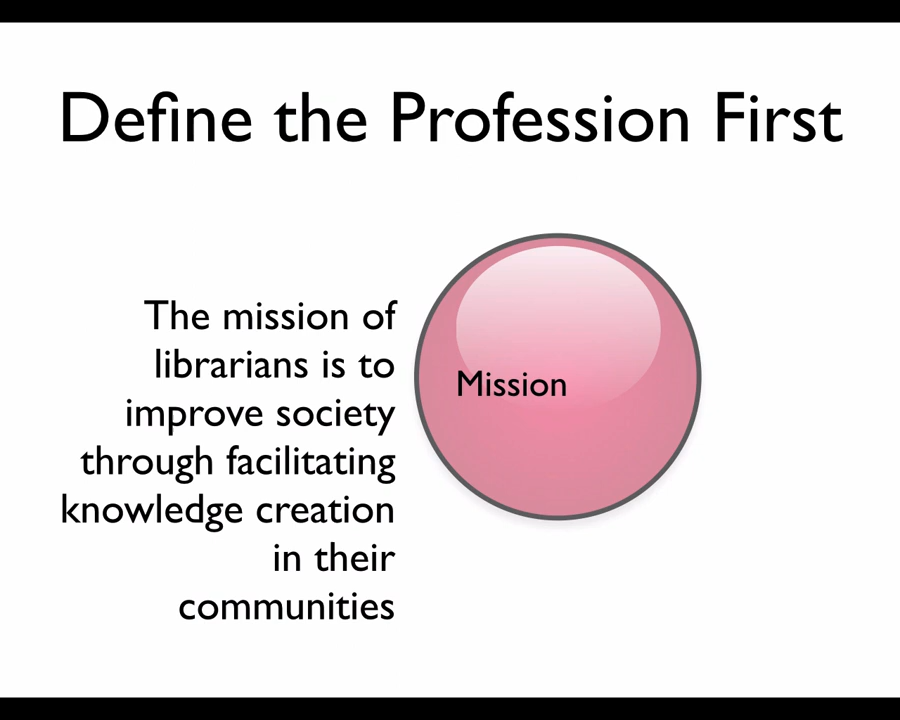 Define the Profession First
The mission of
librarians is to
improve society
through facilitating
knowledge creation
in their
communities
Mission